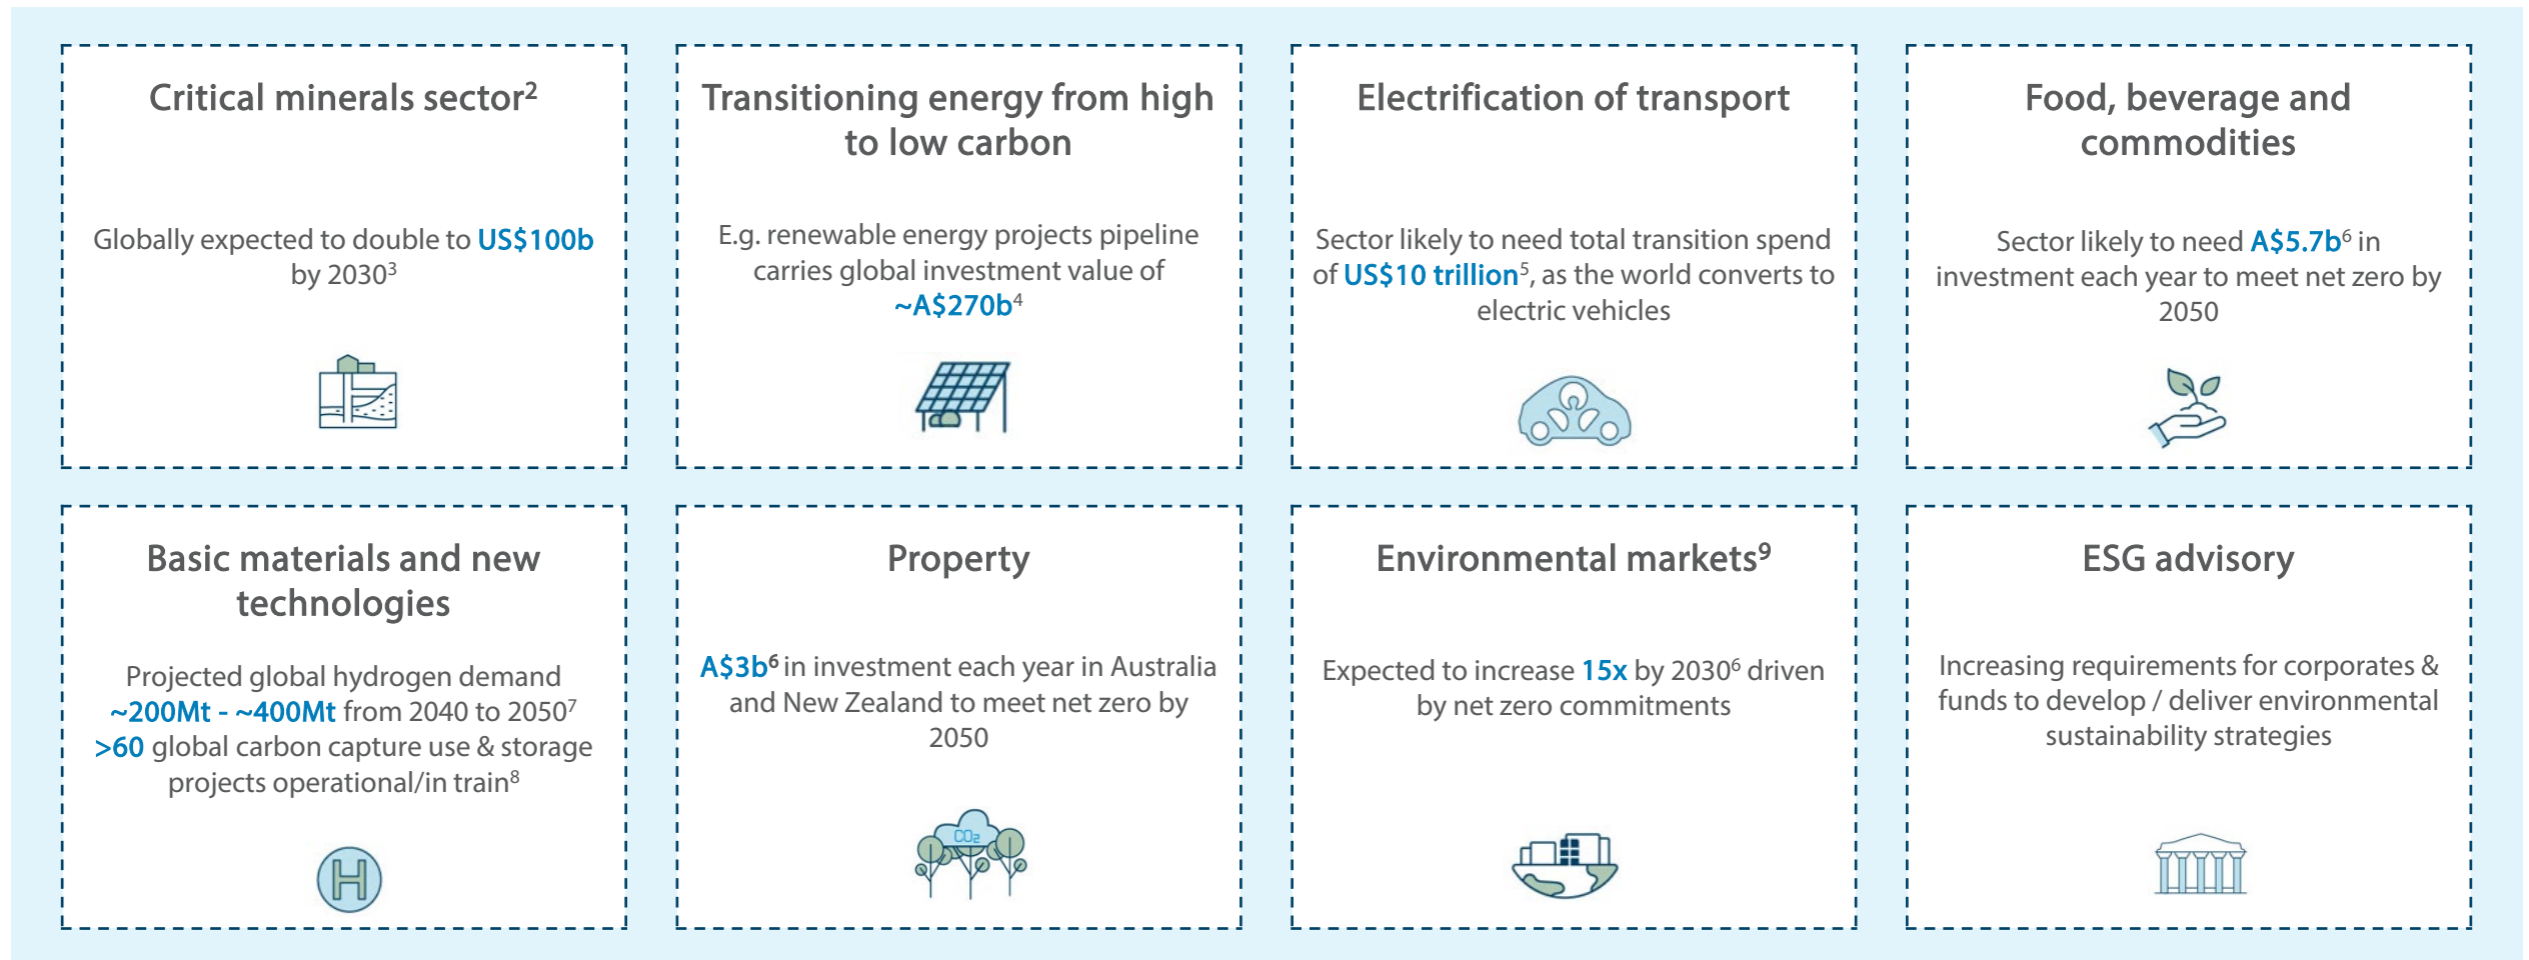 Critical minerals sector²
Globally expected to double to US$100b
by 2030³
Transitioning energy from high
to low carbon
E.g. renewable energy projects pipeline
carries global investment value of
~A$270b⁴
Electrification of transport
Sector likely to need total transition spend
of US$10 trillion⁵, as the world converts to
electric vehicles
Food, beverage and
commodities
Sector likely to need A$5.7b⁶ in
investment each year to meet net zero by
2050
Basic materials and new
technologies
Projected global hydrogen demand
~200Mt - ~400Mt from 2040 to 2050⁷
>60 global carbon capture use & storage
projects operational/in train⁸
H
Property
A$3b⁶ in investment each year in Australia
and New Zealand to meet net zero by
2050
CO₂
Environmental markets⁹
Expected to increase 15x by 2030⁶ driven
by net zero commitments
ESG advisory
Increasing requirements for corporates &
funds to develop / deliver environmental
sustainability strategies